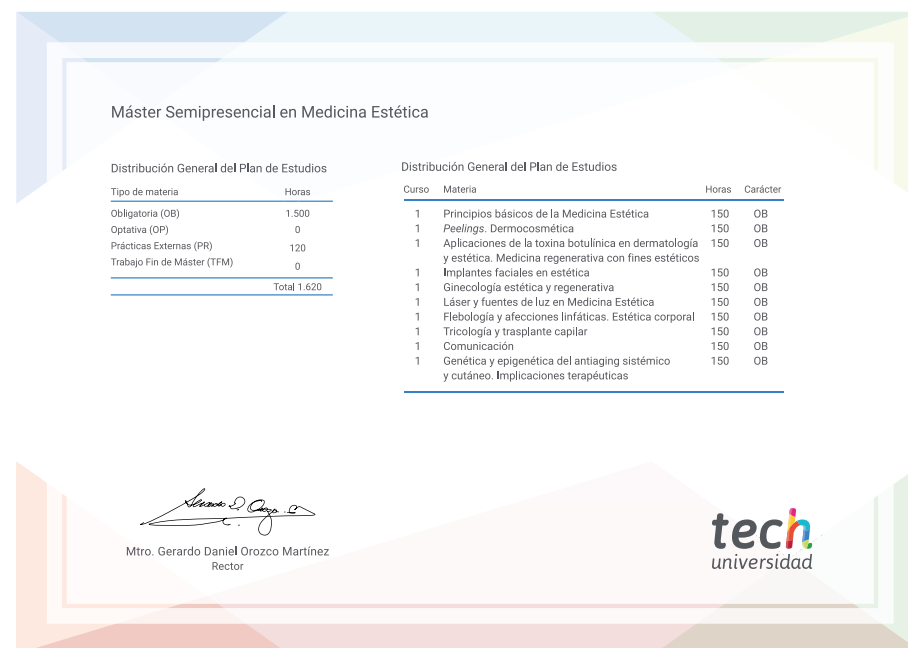 Máster Semipresencial en Medicina Estética
Distribución General del Plan de Estudios
Tipo de materia Horas
Obligatoria (OB) 1.500
Optativa (OP) 0
Prácticas Externas (PR) 120
Trabajo Fin de Máster (TFM) 0
Total 1.620
Distribución General del Plan de Estudios
Curso Materia Horas Carácter
1 Principios básicos de la Medicina Estética 150 OB
1 Peelings. Dermocosmética 150 OB
1 Aplicaciones de la toxina botulínica en dermatología 150 OB
y estética. Medicina regenerativa con fines estéticos
1 Implantes faciales en estética 150 OB
1 Ginecología estética y regenerativa 150 OB
1 Láser y fuentes de luz en Medicina Estética 150 OB
1 Flebología y afecciones linfáticas. Estética corporal 150 OB
1 Tricología y trasplante capilar 150 OB
1 Comunicación 150 OB
1 Genética y epigenética del antiaging sistémico 150 OB
y cutáneo. Implicaciones terapéuticas
Mtro. Gerardo Daniel Orozco Martínez
Rector
tech
universidad